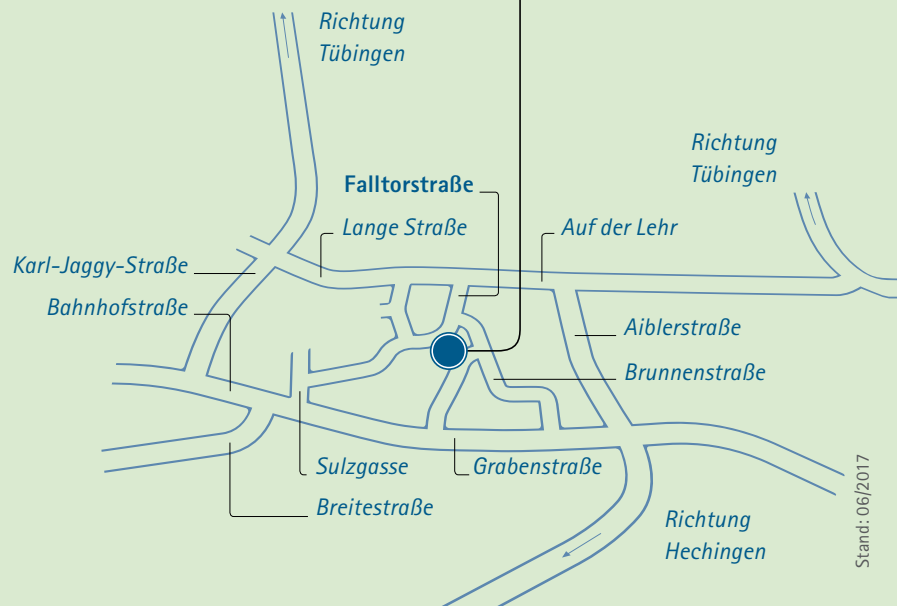 Richtung
Tübingen
Richtung
Tübingen
Falltorstraße
Lange Straße
Auf der Lehr
Karl-Jaggy-Straße
Bahnhofstraße
Aiblerstraße
Brunnenstraße
Sulzgasse
Grabenstraße
Breitestraße
Richtung
Hechingen
Stand: 06/2017